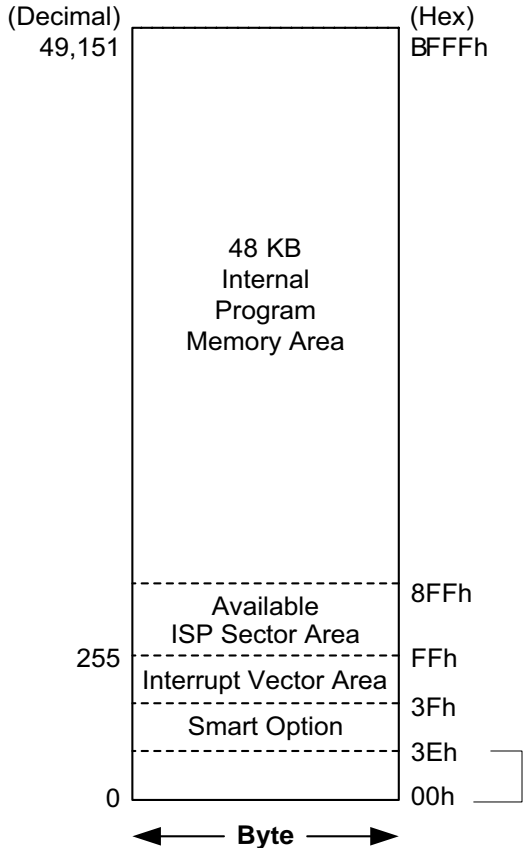 (Decimal) (Hex)
49,151 BFFFh
48 KB
Internal
Program
Memory Area
8FFh
Available
ISP Sector Area
255 FFh
Interrupt Vector Area
3Fh
Smart Option
3Eh
0 00h
Byte